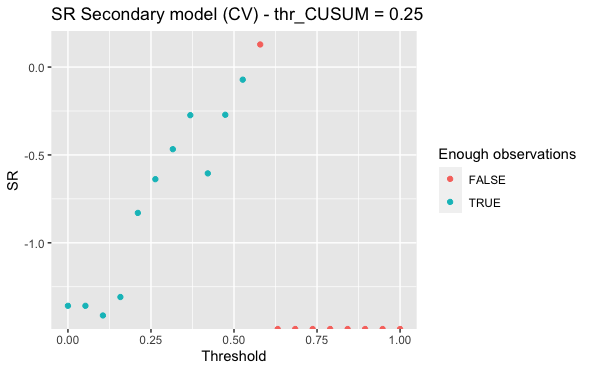 SR Secondary model (CV) - thr_CUSUM = 0.25
0.0
-0.5
-1.0
SR
0.00 0.25 0.50 0.75 1.00
Threshold
Enough observations
FALSE
TRUE